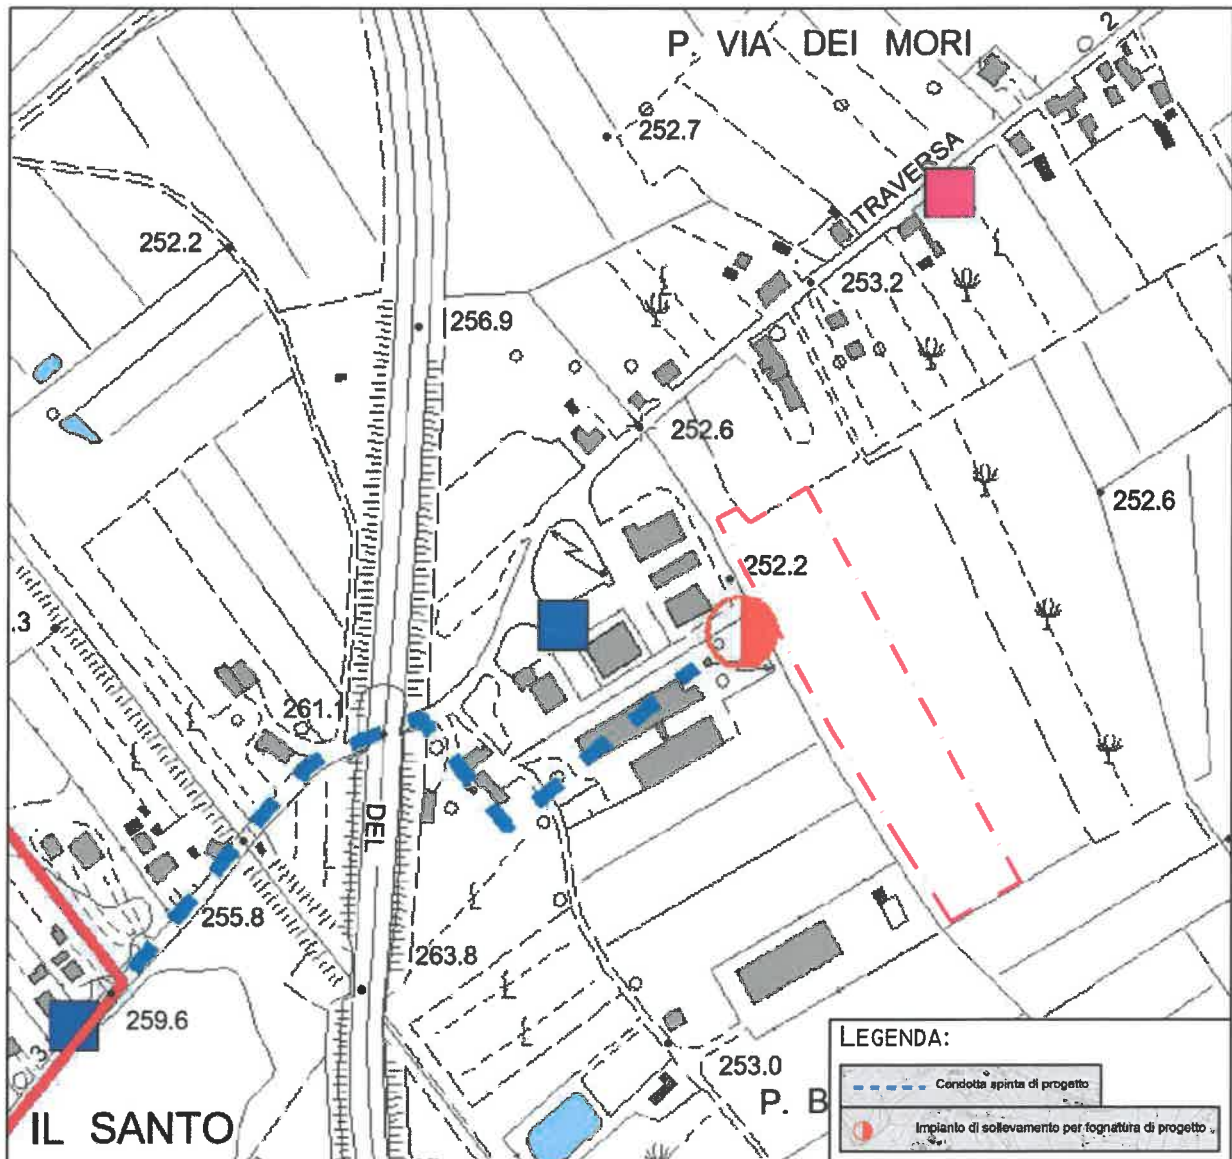 P. VIA DEI MORI
2
252.7
TRAVERSA
252.2
253.2
256.9
252.6
252.6
252.2
.3
261.1
DEL
255.8
263.8
259.6
3
253.0
P. B
IL SANTO
LEGENDA:
Condotta spinta di progetto
Impianto di sollevamento per fognattura di progetto